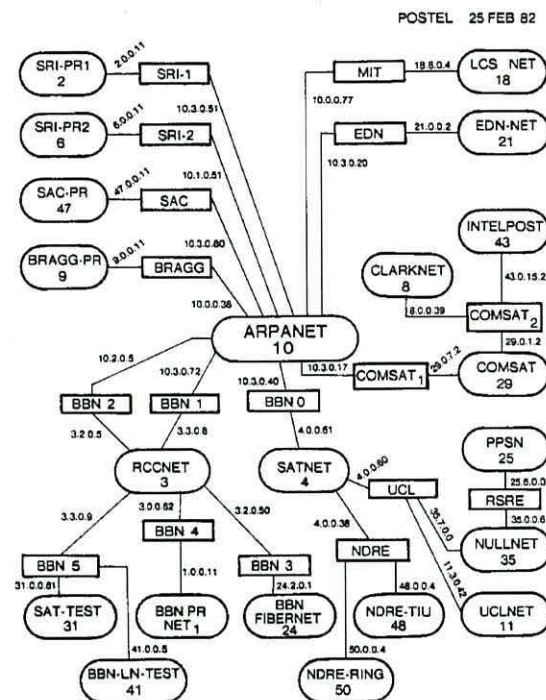 POSTEL 25 FEB 82
SRI-PR1
2
2.0.0.11
SRI-1
10.3.0.51
MIT
18.8.0.4
LCS NET
18
10.0.0.77
SRI-PR2
6
6.0.0.11
SRI-2
10.1.0.51
EDN
21.0.0.2
EDN-NET
21
10.3.0.20
SAC-PR
47
47.0.0.11
SAC
10.3.0.80
INTELPOST
43
43.0.15.2
BRAGG-PR
9
9.0.0.11
BRAGG
10.0.0.38
CLARKNET
8
8.0.0.39
COMSAT 2
29.0.1.2
ARPANET
10
10.3.0.17
COMSAT 1
29.0.7.2
COMSAT
29
10.2.0.5
10.3.0.72
10.3.0.40
BBN 2
BBN 1
BBN 0
3.2.0.5
3.3.0.8
4.0.0.61
RCCNET
3
SATNET
4
4.0.0.60
UCL
PPSN
25
25.6.0.0
RSRE
35.0.0.6
35.7.0.0
NULLNET
35
3.3.0.9
3.0.0.62
3.2.0.50
4.0.0.38
BBN 5
BBN 4
BBN 3
NDRE
11.3.0.42
31.0.0.61
1.0.0.11
24.2.0.1
48.0.0.4
SAT-TEST
31
BBN PR
NET 1
BBN
FIBERNET
24
NDRE-TIU
48
UCLNET
11
41.0.0.5
50.0.0.4
BBN-LN-TEST
41
NDRE-RING
50